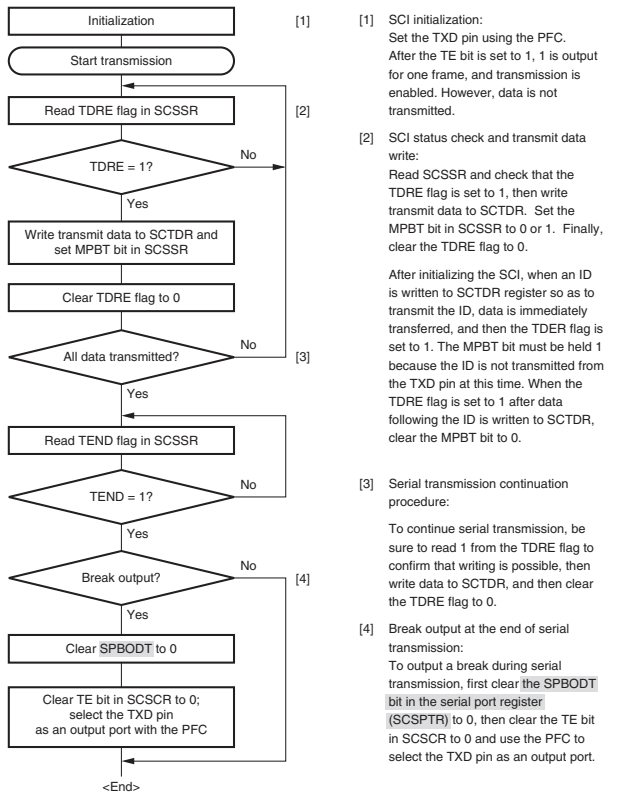 Initialization
[1]
Start transmission
Read TDRE flag in SCSSR
[2]
TDRE = 1?
No
Yes
Write transmit data to SCTDR and
set MPBT bit in SCSSR
Clear TDRE flag to 0
All data transmitted?
No
[3]
Yes
Read TEND flag in SCSSR
TEND = 1?
No
Yes
Break output?
No
[4]
Yes
Clear SPBODT to 0
Clear TE bit in SCSCR to 0;
select the TXD pin
as an output port with the PFC
<End>
[1] SCI initialization:
Set the TXD pin using the PFC.
After the TE bit is set to 1, 1 is output
for one frame, and transmission is
enabled. However, data is not
transmitted.
[2] SCI status check and transmit data
write:
Read SCSSR and check that the
TDRE flag is set to 1, then write
transmit data to SCTDR. Set the
MPBT bit in SCSSR to 0 or 1. Finally,
clear the TDRE flag to 0.
After initializing the SCI, when an ID
is written to SCTDR register so as to
transmit the ID, data is immediately
transferred, and then the TDER flag is
set to 1. The MPBT bit must be held 1
because the ID is not transmitted from
the TXD pin at this time. When the
TDRE flag is set to 1 after data
following the ID is written to SCTDR,
clear the MPBT bit to 0.
[3] Serial transmission continuation
procedure:
To continue serial transmission, be
sure to read 1 from the TDRE flag to
confirm that writing is possible, then
write data to SCTDR, and then clear
the TDRE flag to 0.
[4] Break output at the end of serial
transmission:
To output a break during serial
transmission, first clear the SPBODT
bit in the serial port register
(SCSPTR) to 0, then clear the TE bit
in SCSCR to 0 and use the PFC to
select the TXD pin as an output port.